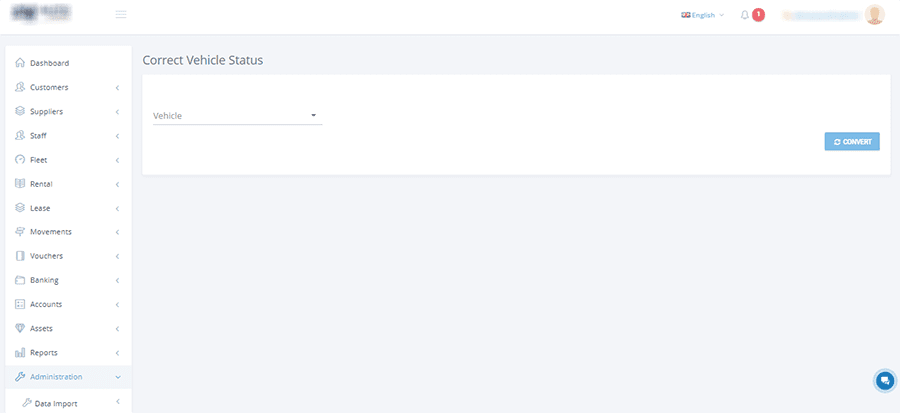 English
1
Dashboard
Customers
Suppliers
Staff
Fleet
Rental
Lease
Movements
Vouchers
Banking
Accounts
Assets
Reports
Administration
Data Import
Correct Vehicle Status
Vehicle
CONVERT